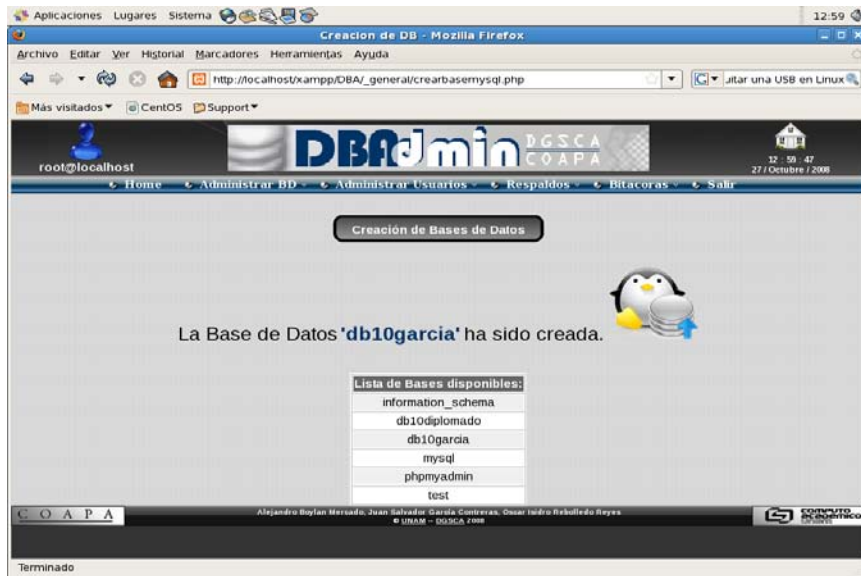 Aplicaciones Lugares Sistema 12:59
Creacion de DB - Mozilla Firefox
Archivo Editar Ver Historial Marcadores Herramientas Ayuda
http://localhost/xampp/DBA/_general/crearbasemysql.php itar una USB en Linux
Más visitados CentOS Support
root@localhost
DBAdmin DGSCA COAPA
12 : 59 : 47
27 / Octubre / 2008
Home Administrar BD Administrar Usuarios Respaldos Bitacoras Salir
Creación de Bases de Datos
La Base de Datos 'db10garcia' ha sido creada.
Lista de Bases disponibles:
information_schema
db10diplomado
db10garcia
mysql
phpmyadmin
test
COAPA
Alejandro Boylan Mercado, Juan Salvador García Contreras, Oscar Isidro Rebolledo Reyes
© UNAM - DGSCA 2008
Terminado